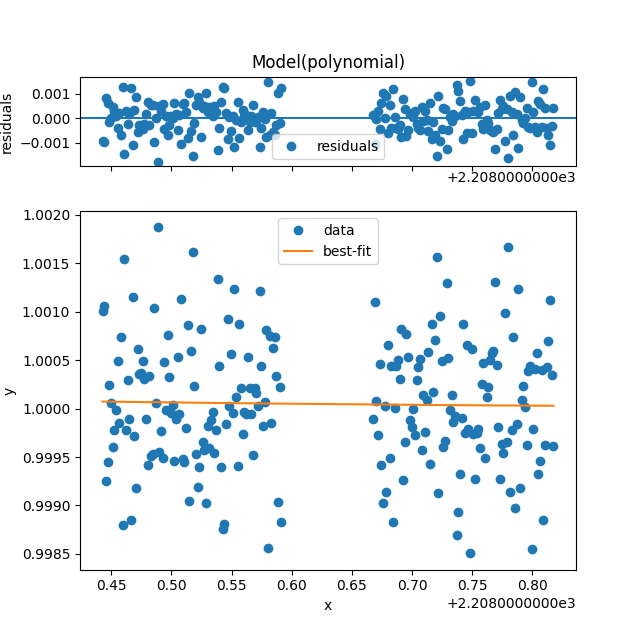 Model(polynomial)
residuals
0.001
0.000
−0.001
residuals
+2.2080000000e3
1.0020
1.0015
1.0010
1.0005
1.0000
0.9995
0.9990
0.9985
y
data
best-fit
0.45 0.50 0.55 0.60 0.65 0.70 0.75 0.80
x
+2.2080000000e3